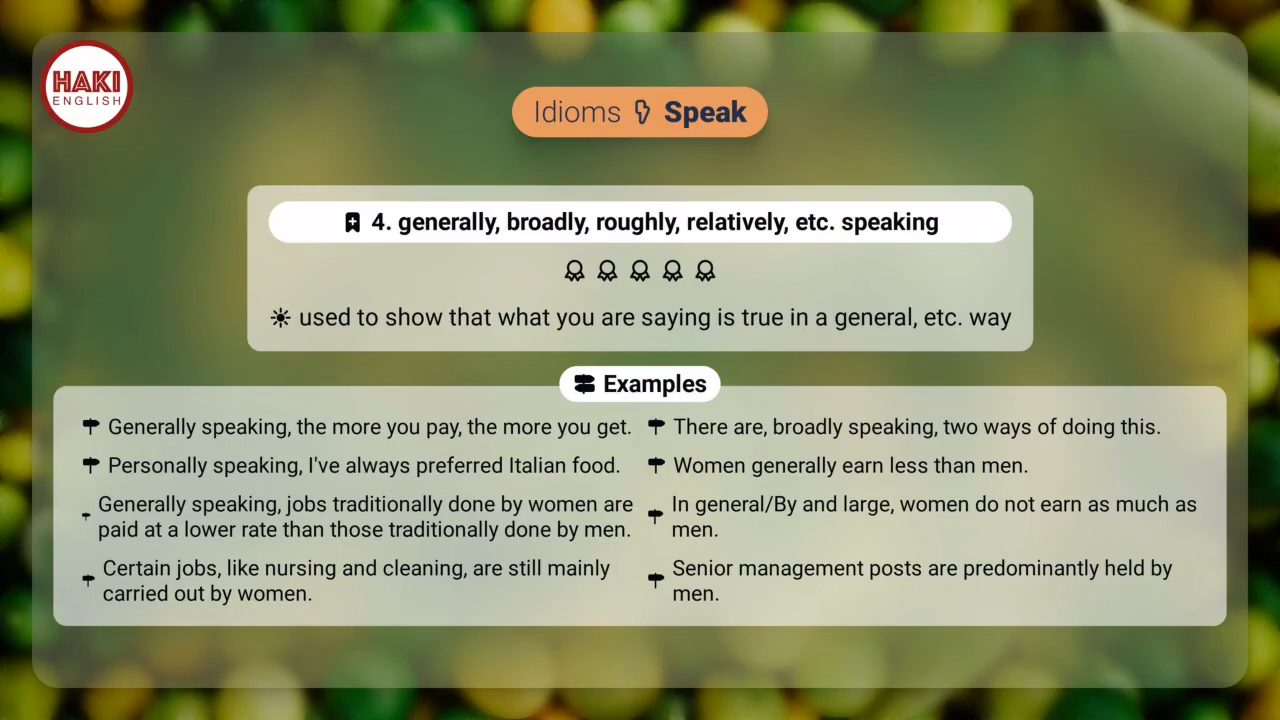 HAKI
ENGLISH
Idioms Speak
4. generally, broadly, roughly, relatively, etc. speaking
used to show that what you are saying is true in a general, etc. way
Examples
Generally speaking, the more you pay, the more you get.
There are, broadly speaking, two ways of doing this.
Personally speaking, I've always preferred Italian food.
Women generally earn less than men.
Generally speaking, jobs traditionally done by women are
paid at a lower rate than those traditionally done by men.
In general/By and large, women do not earn as much as
men.
Certain jobs, like nursing and cleaning, are still mainly
carried out by women.
Senior management posts are predominantly held by
men.